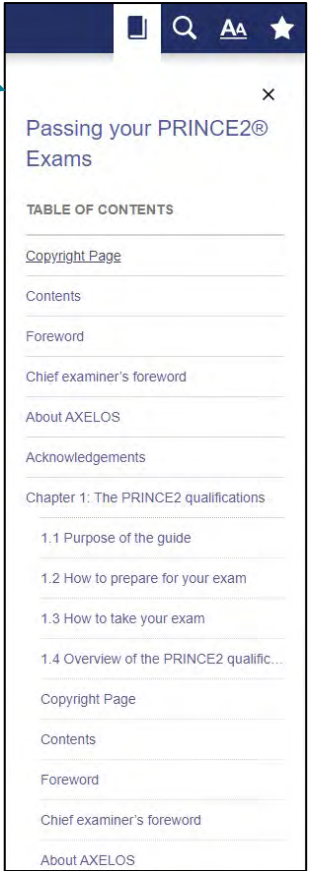 AA
×
Passing your PRINCE2®
Exams
TABLE OF CONTENTS
Copyright Page
Contents
Foreword
Chief examiner's foreword
About AXELOS
Acknowledgements
Chapter 1: The PRINCE2 qualifications
1.1 Purpose of the guide
1.2 How to prepare for your exam
1.3 How to take your exam
1.4 Overview of the PRINCE2 qualific...
Copyright Page
Contents
Foreword
Chief examiner's foreword
About AXELOS